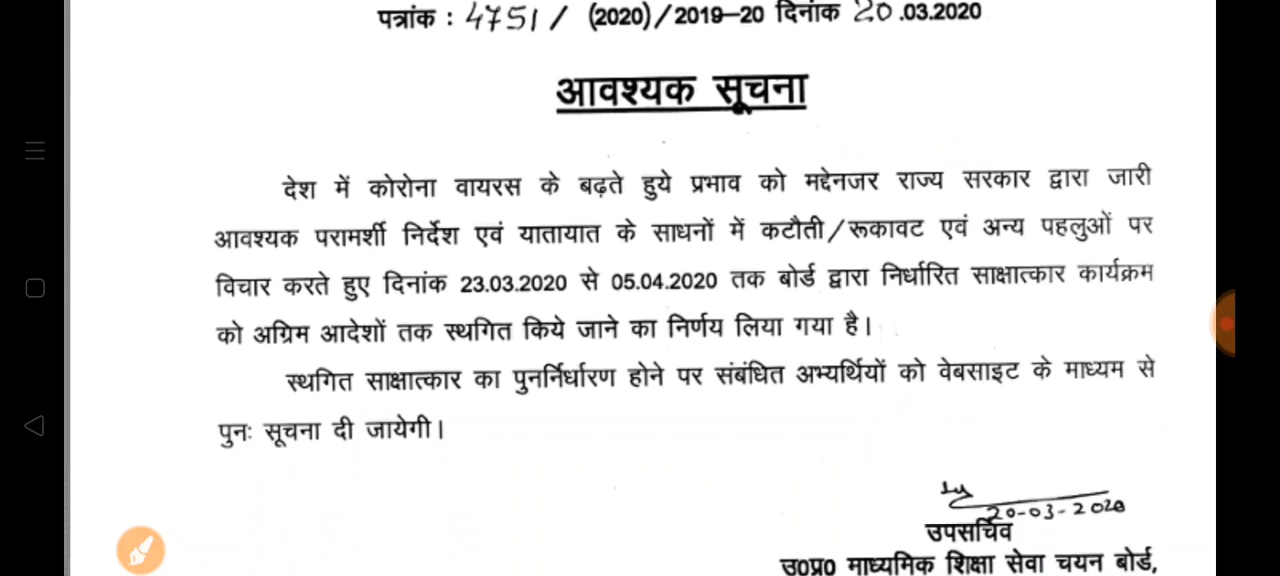 पत्रांक : 4751 / (2020)/2019-20 दिनांक 20.03.2020
आवश्यक सूचना
देश में कोरोना वायरस के बढ़ते हुये प्रभाव को मद्देनजर राज्य सरकार द्वारा जारी
आवश्यक परामर्शी निर्देश एवं यातायात के साधनों में कटौती/रूकावट एवं अन्य पहलुओं पर
विचार करते हुए दिनांक 23.03.2020 से 05.04.2020 तक बोर्ड द्वारा निर्धारित साक्षात्कार कार्यक्रम
को अग्रिम आदेशों तक स्थगित किये जाने का निर्णय लिया गया है।
स्थगित साक्षात्कार का पुनर्निर्धारण होने पर संबंधित अभ्यर्थियों को वेबसाइट के माध्यम से
पुनः सूचना दी जायेगी।
20-03-2020
उपसचिव
उ0प्र0 माध्यमिक शिक्षा सेवा चयन बोर्ड,